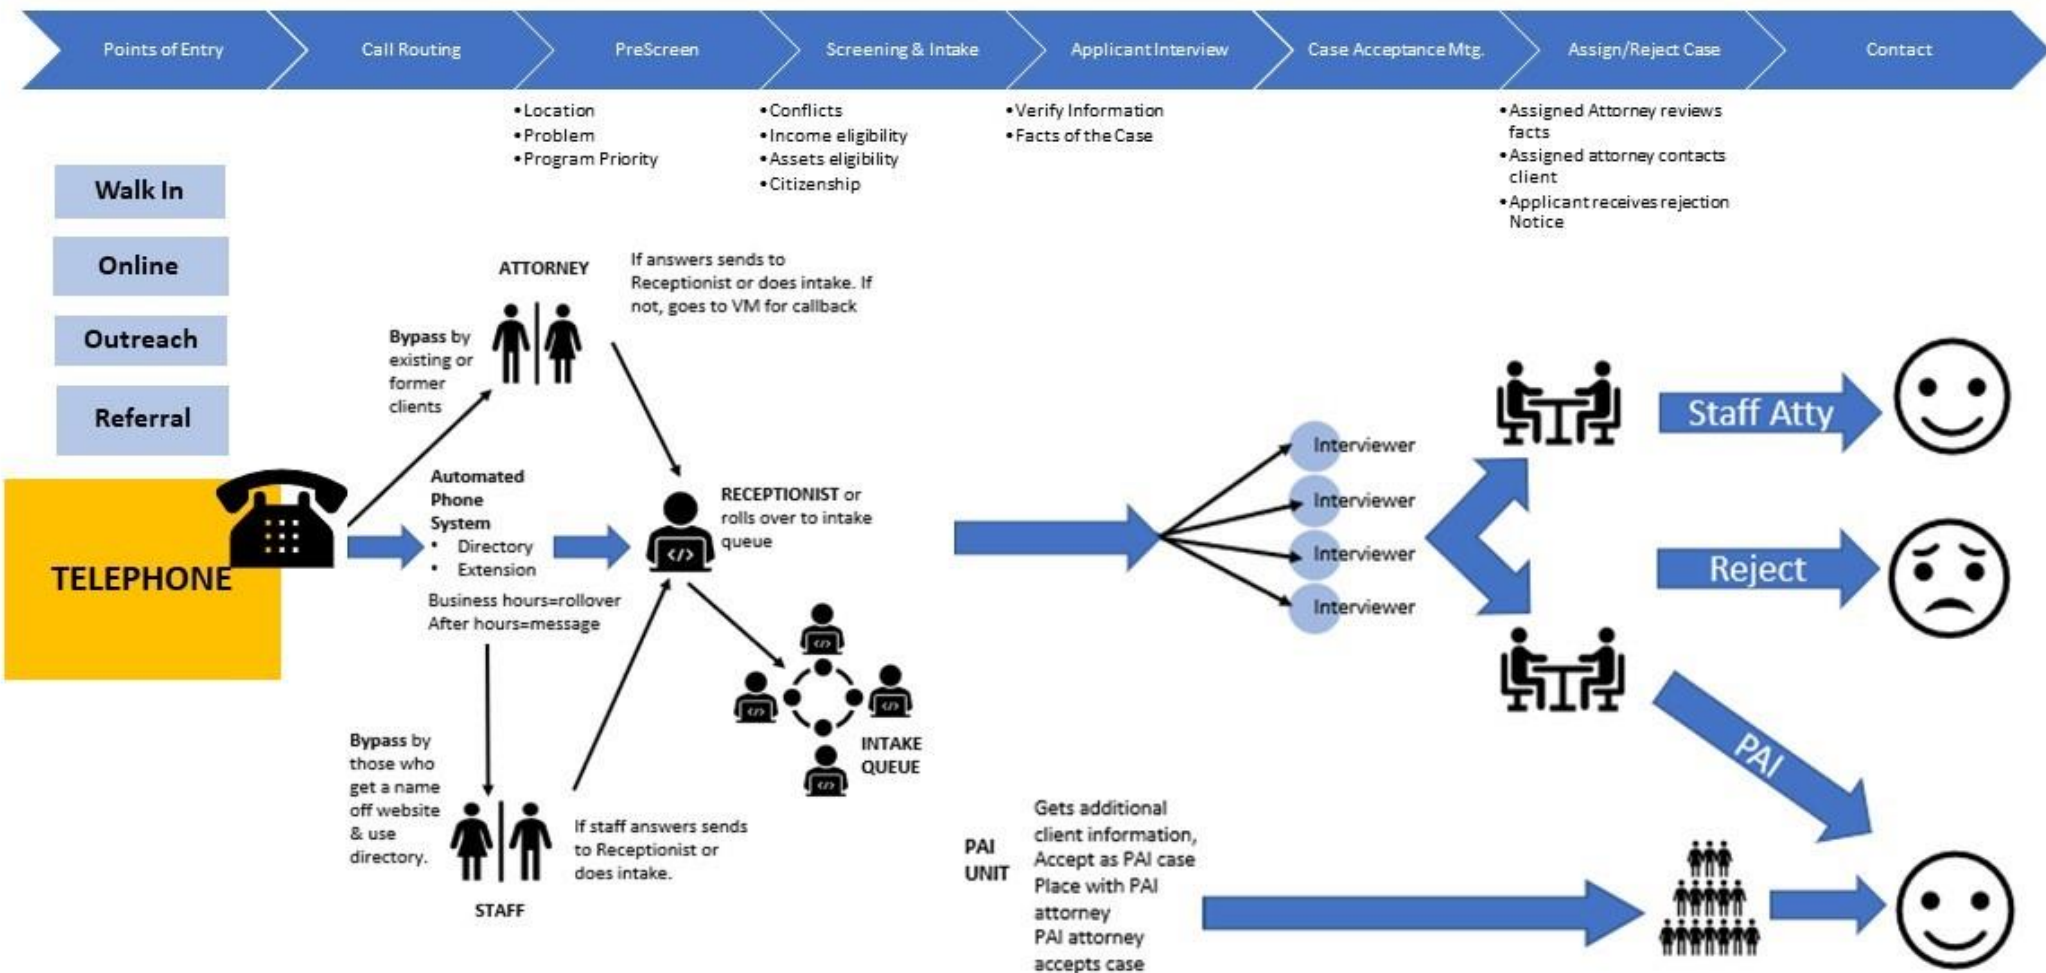 Points of Entry
Call Routing
PreScreen
Screening & Intake
Applicant Interview
Case Acceptance Mtg.
Assign/Reject Case
Contact
•Location
•Problem
•Program Priority
•Conflicts
•Income eligibility
•Assets eligibility
•Citizenship
•Verify Information
•Facts of the Case
•Assigned Attorney reviews
facts
•Assigned attorney contacts
client
•Applicant receives rejection
Notice
Walk In
Online
Outreach
Referral
TELEPHONE
ATTORNEY
If answers sends to
Receptionist or does intake. If
not, goes to VM for callback
Bypass by
existing or
former
clients
Automated
Phone
System
• Directory
• Extension
Business hours=rollover
After hours=message
RECEPTIONIST or
rolls over to intake
queue
INTAKE
QUEUE
Bypass by
those who
get a name
off website
& use
directory.
STAFF
If staff answers sends
to Receptionist or
does intake.
Interviewer
Interviewer
Interviewer
Interviewer
Staff Atty
Reject
PAI
PAI
UNIT
Gets additional
client information,
Accept as PAI case
Place with PAI
attorney
PAI attorney
accepts case